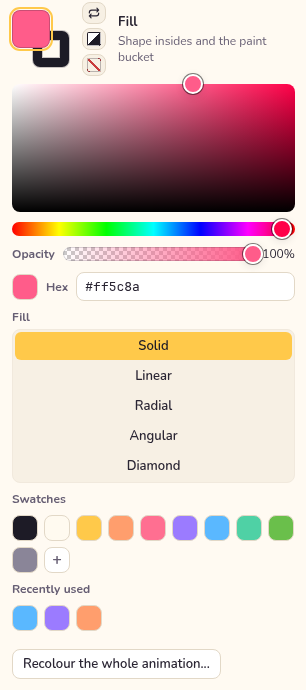 Fill
Shape insides and the paint
bucket
Opacity 100%
Hex #ff5c8a
Fill
Solid
Linear
Radial
Angular
Diamond
Swatches
+
Recently used
Recolour the whole animation...